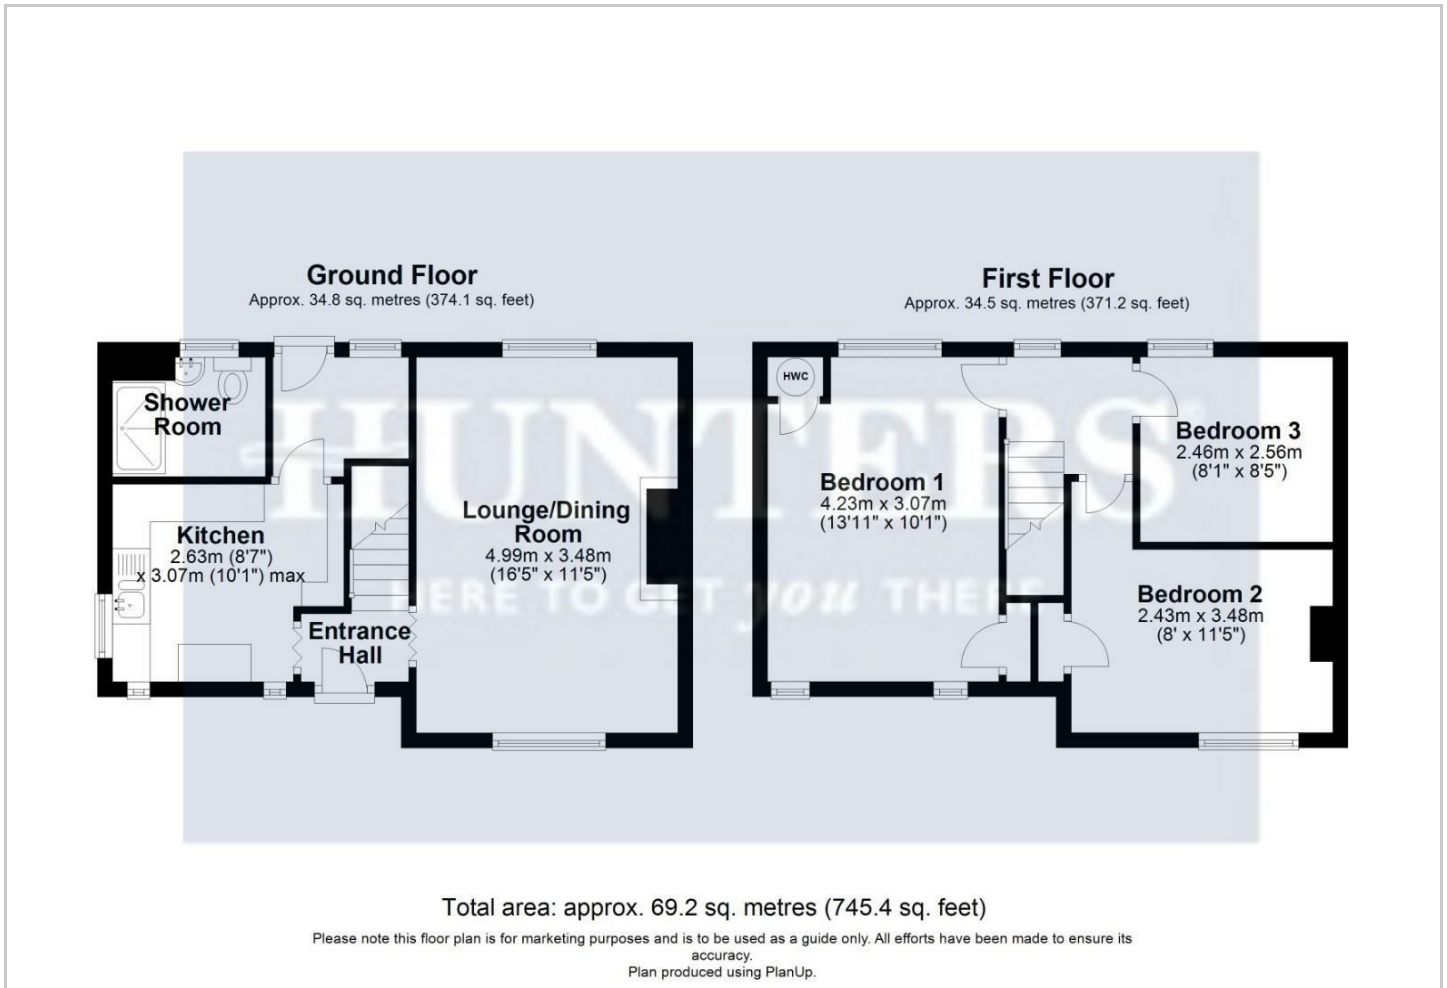 Ground Floor
Approx. 34.8 sq. metres (374.1 sq. feet)
Shower
Room
Kitchen
2.63m (8'7")
x 3.07m (10'1") max
Entrance
Hall
Lounge/Dining
Room
4.99m x 3.48m
(16'5" x 11'5")
First Floor
Approx. 34.5 sq. metres (371.2 sq. feet)
HWC
Bedroom 1
4.23m x 3.07m
(13'11" x 10'1")
Bedroom 3
2.46m x 2.56m
(8'1" x 8'5")
Bedroom 2
2.43m x 3.48m
(8' x 11'5")
HUNTERS®
HERE TO GET you THERE
Total area: approx. 69.2 sq. metres (745.4 sq. feet)
Please note this floor plan is for marketing purposes and is to be used as a guide only. All efforts have been made to ensure its
accuracy.
Plan produced using PlanUp.